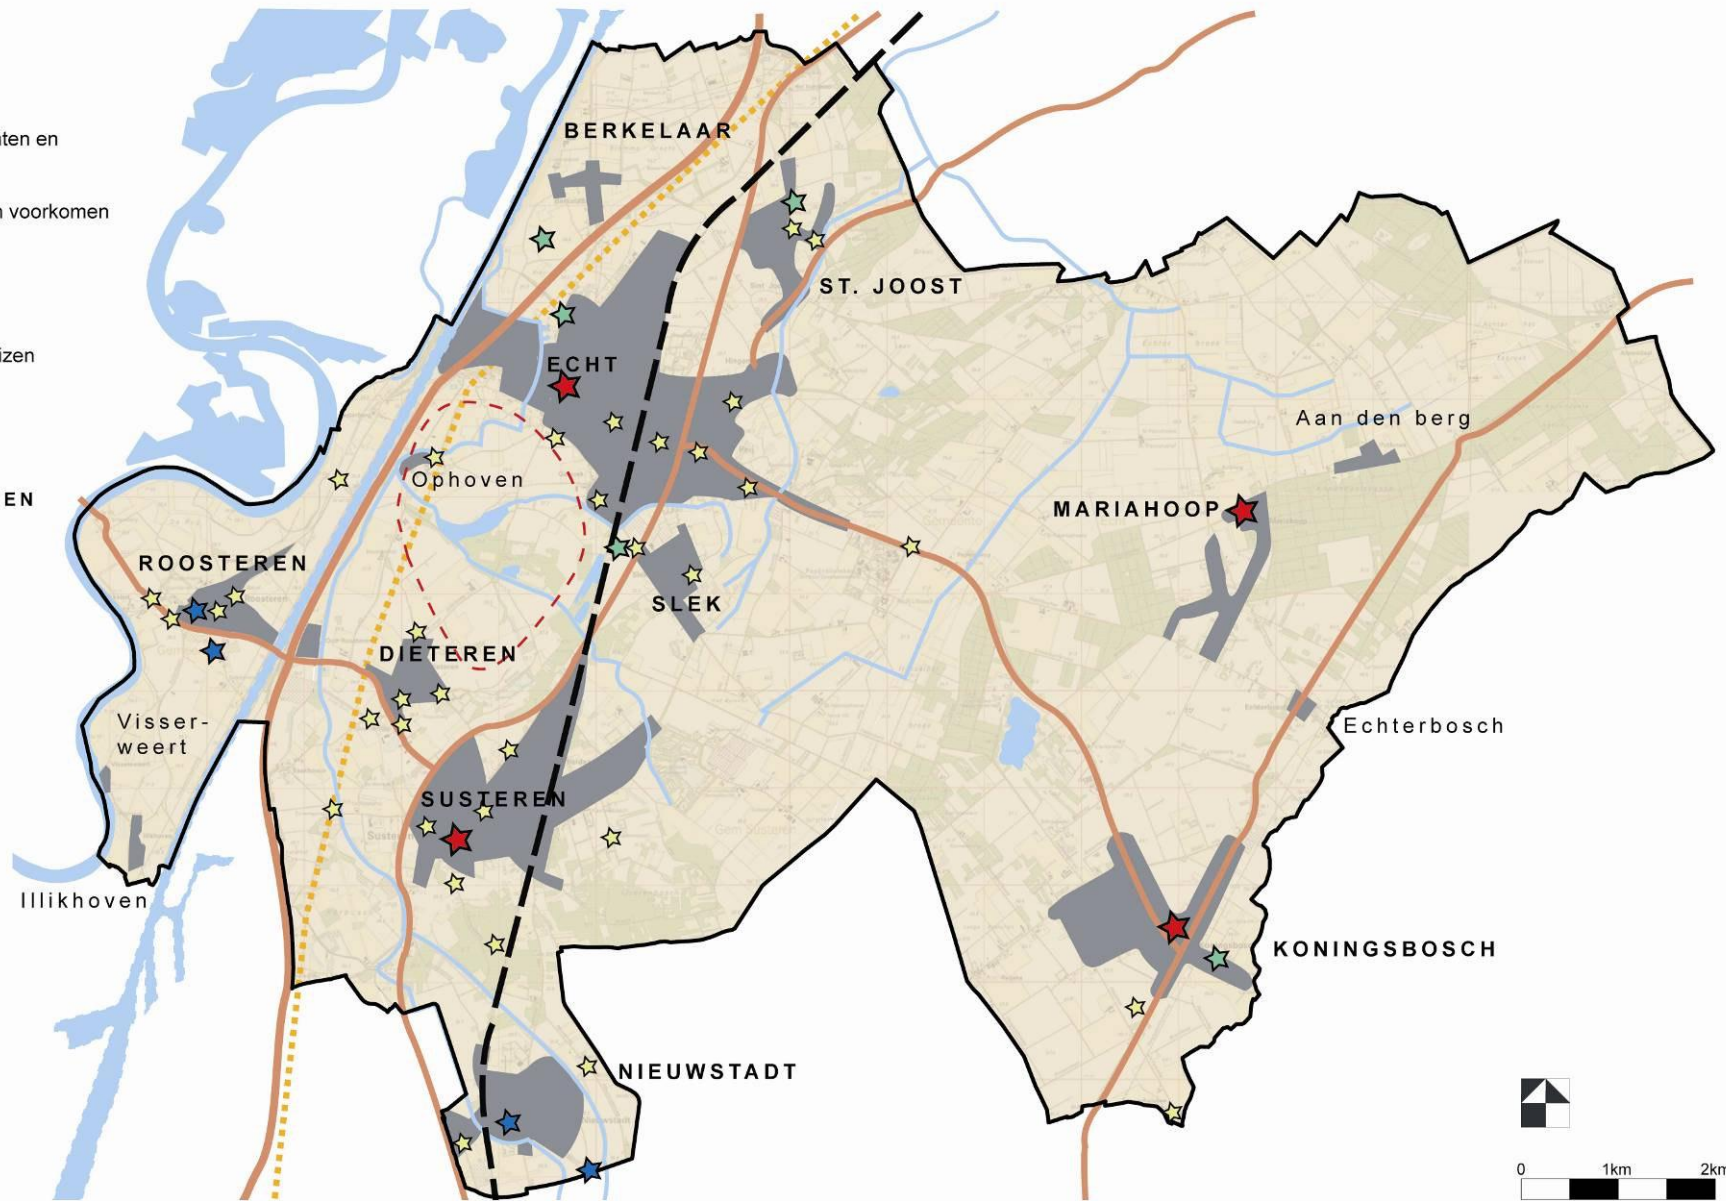 ten en
voorkomen
izen
EN
BERKELAAR
ST. JOOST
ECHT
Aan den berg
Ophoven
MARIAHOOP
ROOSTEREN
SLEK
DIETEREN
Visser-
weert
Echterbosch
SUSTEREN
Illikhoven
KONINGSBOSCH
NIEUWSTADT
0 1km 2km